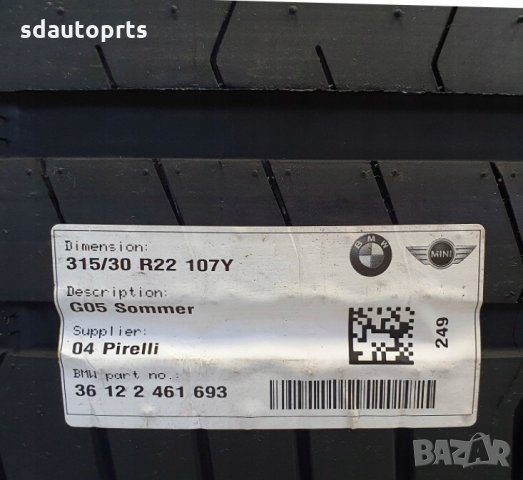 sdautoprts
Dimension:
315/30 R22 107Y
Description:
G05 Sommer
Supplier:
04 Pirelli
BMW part no.:
36 12 2 461 693
BMW
MINI
249
BAZAR